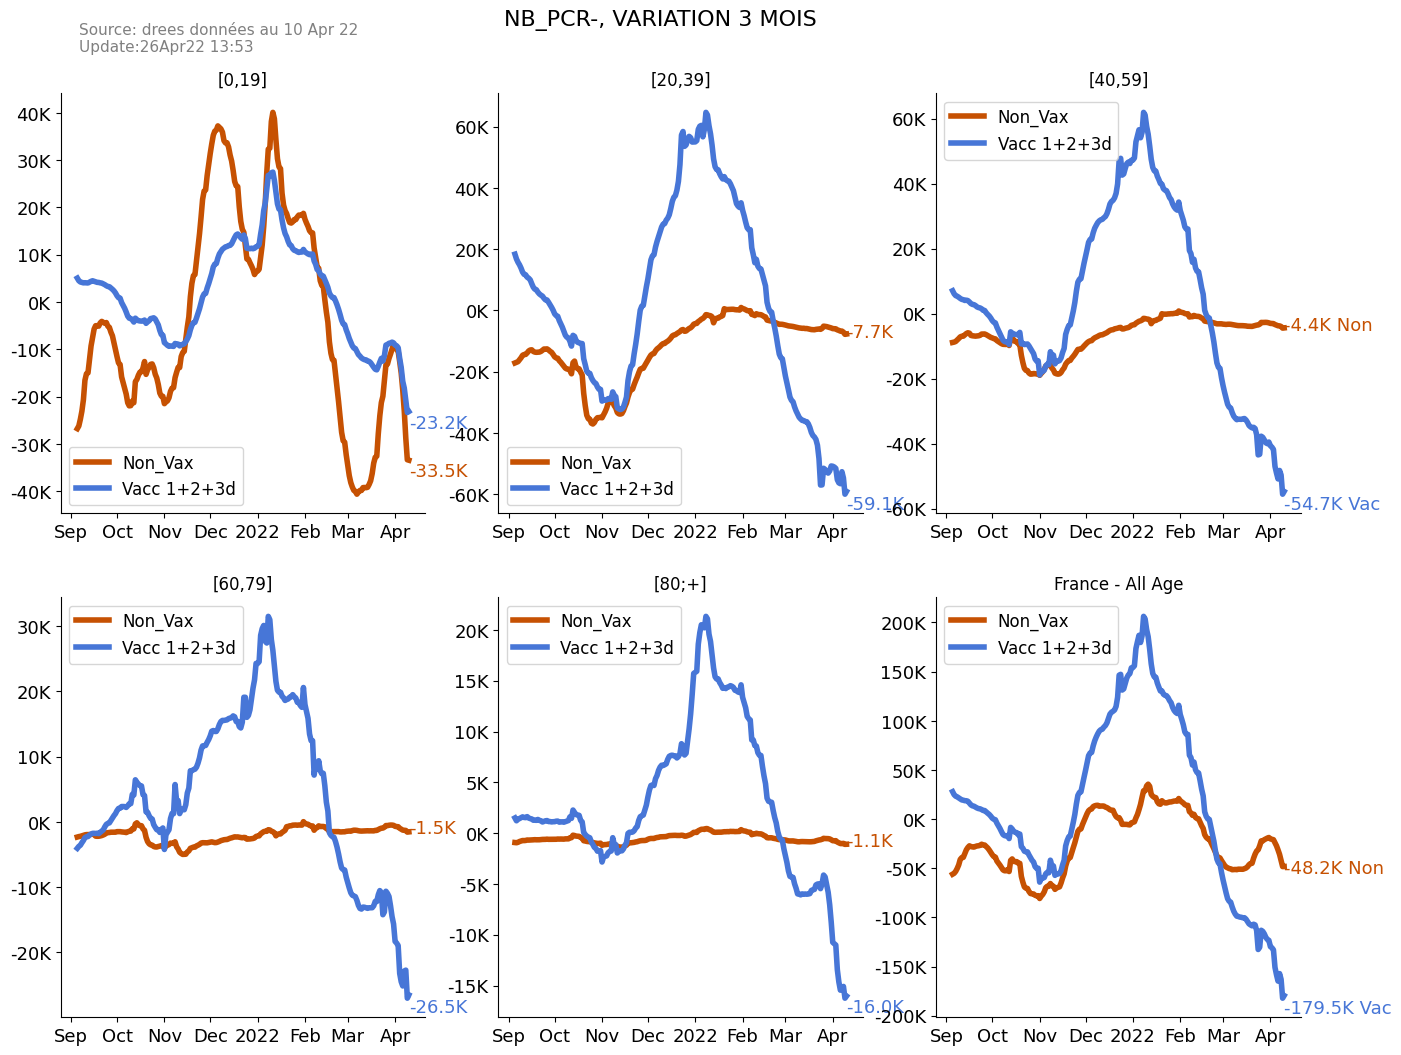 NB_PCR-, VARIATION 3 MOIS
Source: drees données au 10 Apr 22
Update:26Apr22 13:53
[0,19]
40K
30K
20K
10K
0K
-10K
-20K
-30K
-40K
-23.2K
-33.5K
Non_Vax
Vacc 1+2+3d
Sep Oct Nov Dec 2022 Feb Mar Apr
[20,39]
60K
40K
20K
0K
-20K
-40K
-60K
-7.7K
-59.1K
Non_Vax
Vacc 1+2+3d
Sep Oct Nov Dec 2022 Feb Mar Apr
[40,59]
Non_Vax
Vacc 1+2+3d
60K
40K
20K
0K
-20K
-40K
-60K
-4.4K Non
-54.7K Vac
Sep Oct Nov Dec 2022 Feb Mar Apr
[60,79]
Non_Vax
Vacc 1+2+3d
30K
20K
10K
0K
-10K
-20K
-1.5K
-26.5K
Sep Oct Nov Dec 2022 Feb Mar Apr
[80;+]
Non_Vax
Vacc 1+2+3d
20K
15K
10K
5K
0K
-5K
-10K
-15K
-1.1K
-16.0K
Sep Oct Nov Dec 2022 Feb Mar Apr
France - All Age
Non_Vax
Vacc 1+2+3d
200K
150K
100K
50K
0K
-50K
-100K
-150K
-200K
-48.2K Non
-179.5K Vac
Sep Oct Nov Dec 2022 Feb Mar Apr